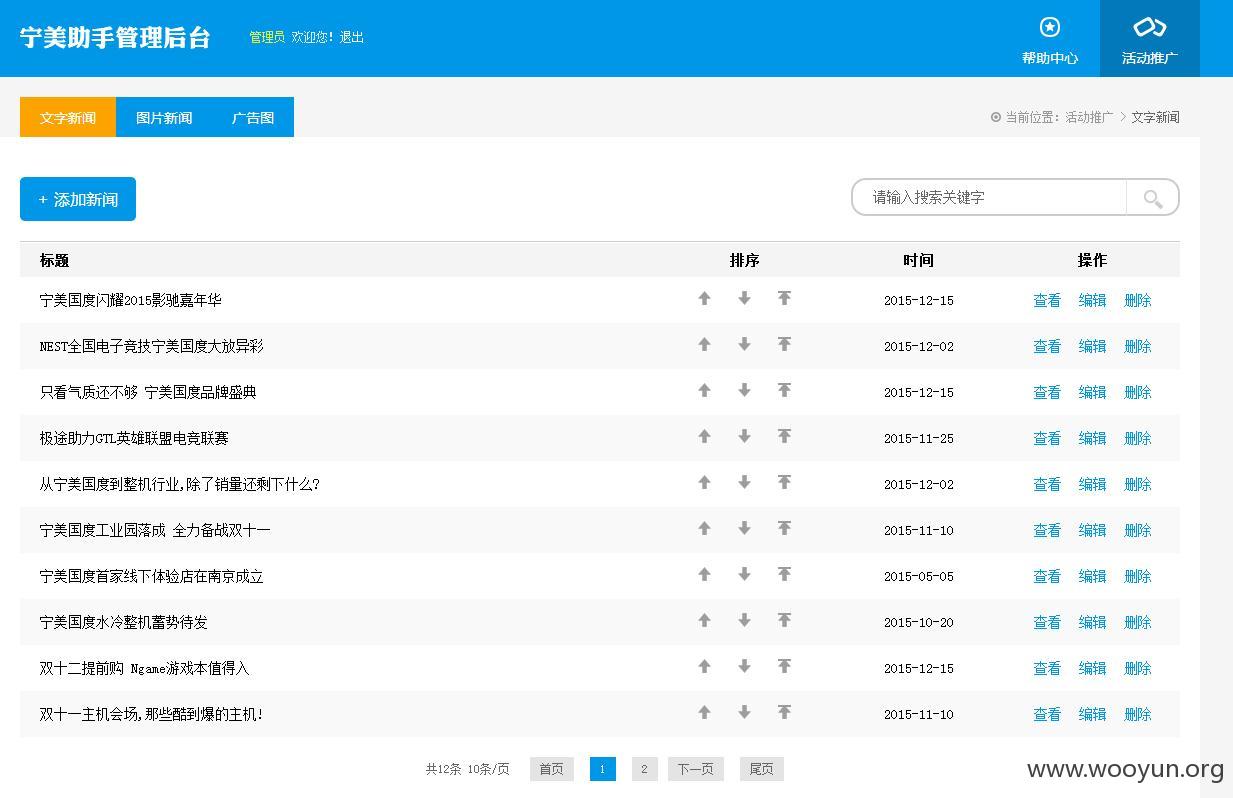 宁美助手管理后台 管理员 欢迎您! 退出 帮助中心 活动推广
文字新闻 图片新闻 广告图 当前位置: 活动推广 > 文字新闻
+ 添加新闻 请输入搜索关键字
标题 排序 时间 操作
宁美国度闪耀2015影驰嘉年华 2015-12-15 查看 编辑 删除
NEST全国电子竞技宁美国度大放异彩 2015-12-02 查看 编辑 删除
只看气质还不够 宁美国度品牌盛典 2015-12-15 查看 编辑 删除
极途助力GTL英雄联盟电竞联赛 2015-11-25 查看 编辑 删除
从宁美国度到整机行业,除了销量还剩下什么? 2015-12-02 查看 编辑 删除
宁美国度工业园落成 全力备战双十一 2015-11-10 查看 编辑 删除
宁美国度首家线下体验店在南京成立 2015-05-05 查看 编辑 删除
宁美国度水冷整机蓄势待发 2015-10-20 查看 编辑 删除
双十二提前购 Ngame游戏本值得入 2015-12-15 查看 编辑 删除
双十一主机会场,那些酷到爆的主机! 2015-11-10 查看 编辑 删除
共12条 10条/页 首页 1 2 下一页 尾页
www.wooyun.org